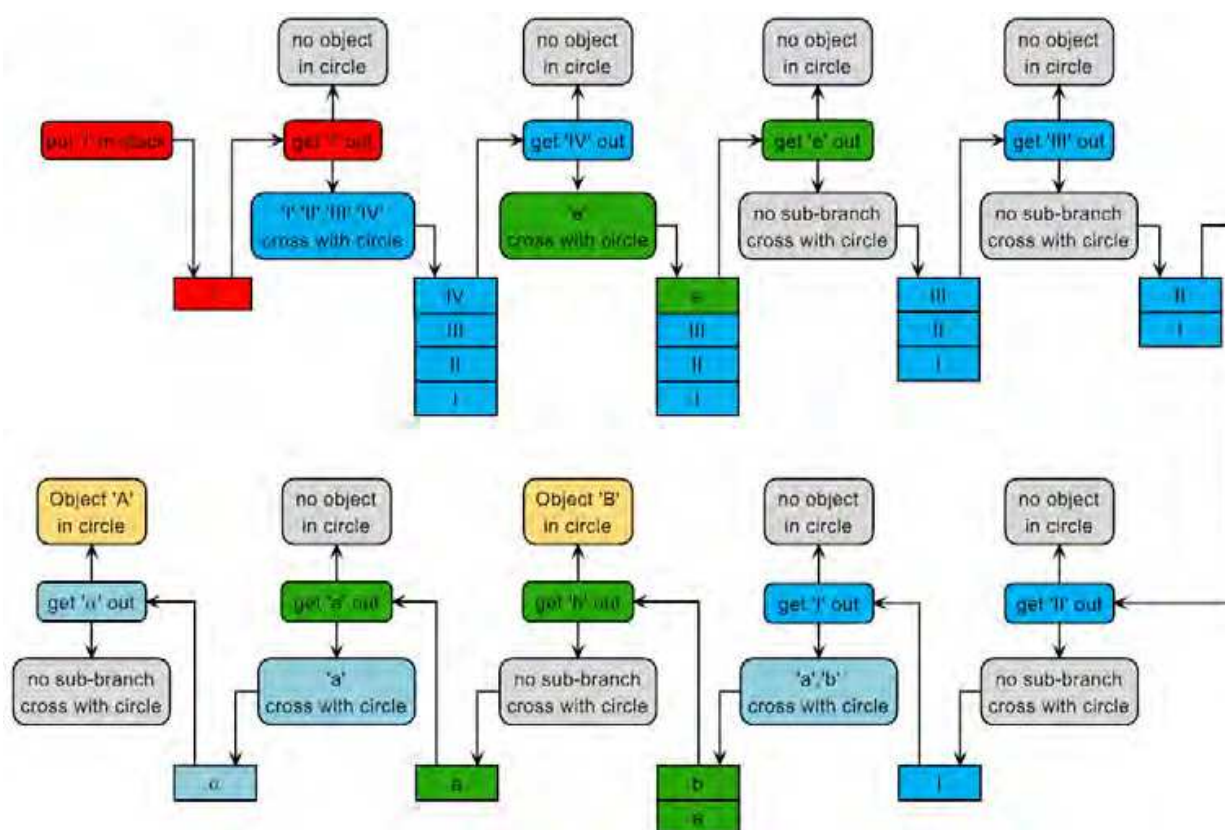 no object
in circle
no object
in circle
no object
in circle
no object
in circle
in stack
get out
get 'IV' out
get 'e' out
get 'III' out
'I' 'II' 'III' 'IV'
cross with circle
'e'
cross with circle
no sub-branch
cross with circle
no sub-branch
cross with circle
IV
III
II
I
e
III
II
I
III
II
I
II
I
Object 'A'
in circle
no object
in circle
Object 'B'
in circle
no object
in circle
no object
in circle
get 'α' out
get 'a' out
get 'b' out
get 'I' out
get 'II' out
no sub-branch
cross with circle
'a'
cross with circle
no sub-branch
cross with circle
'a','b'
cross with circle
no sub-branch
cross with circle
α
a
b
a
I